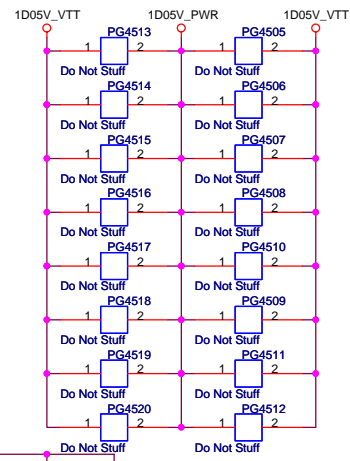 1D05V_VTT 1D05V_PWR 1D05V_VTT
PG4513 PG4505
1 2 1 2
Do Not Stuff Do Not Stuff
PG4514 PG4506
1 2 1 2
Do Not Stuff Do Not Stuff
PG4515 PG4507
1 2 1 2
Do Not Stuff Do Not Stuff
PG4516 PG4508
1 2 1 2
Do Not Stuff Do Not Stuff
PG4517 PG4510
1 2 1 2
Do Not Stuff Do Not Stuff
PG4518 PG4509
1 2 1 2
Do Not Stuff Do Not Stuff
PG4519 PG4511
1 2 1 2
Do Not Stuff Do Not Stuff
PG4520 PG4512
1 2 1 2
Do Not Stuff Do Not Stuff